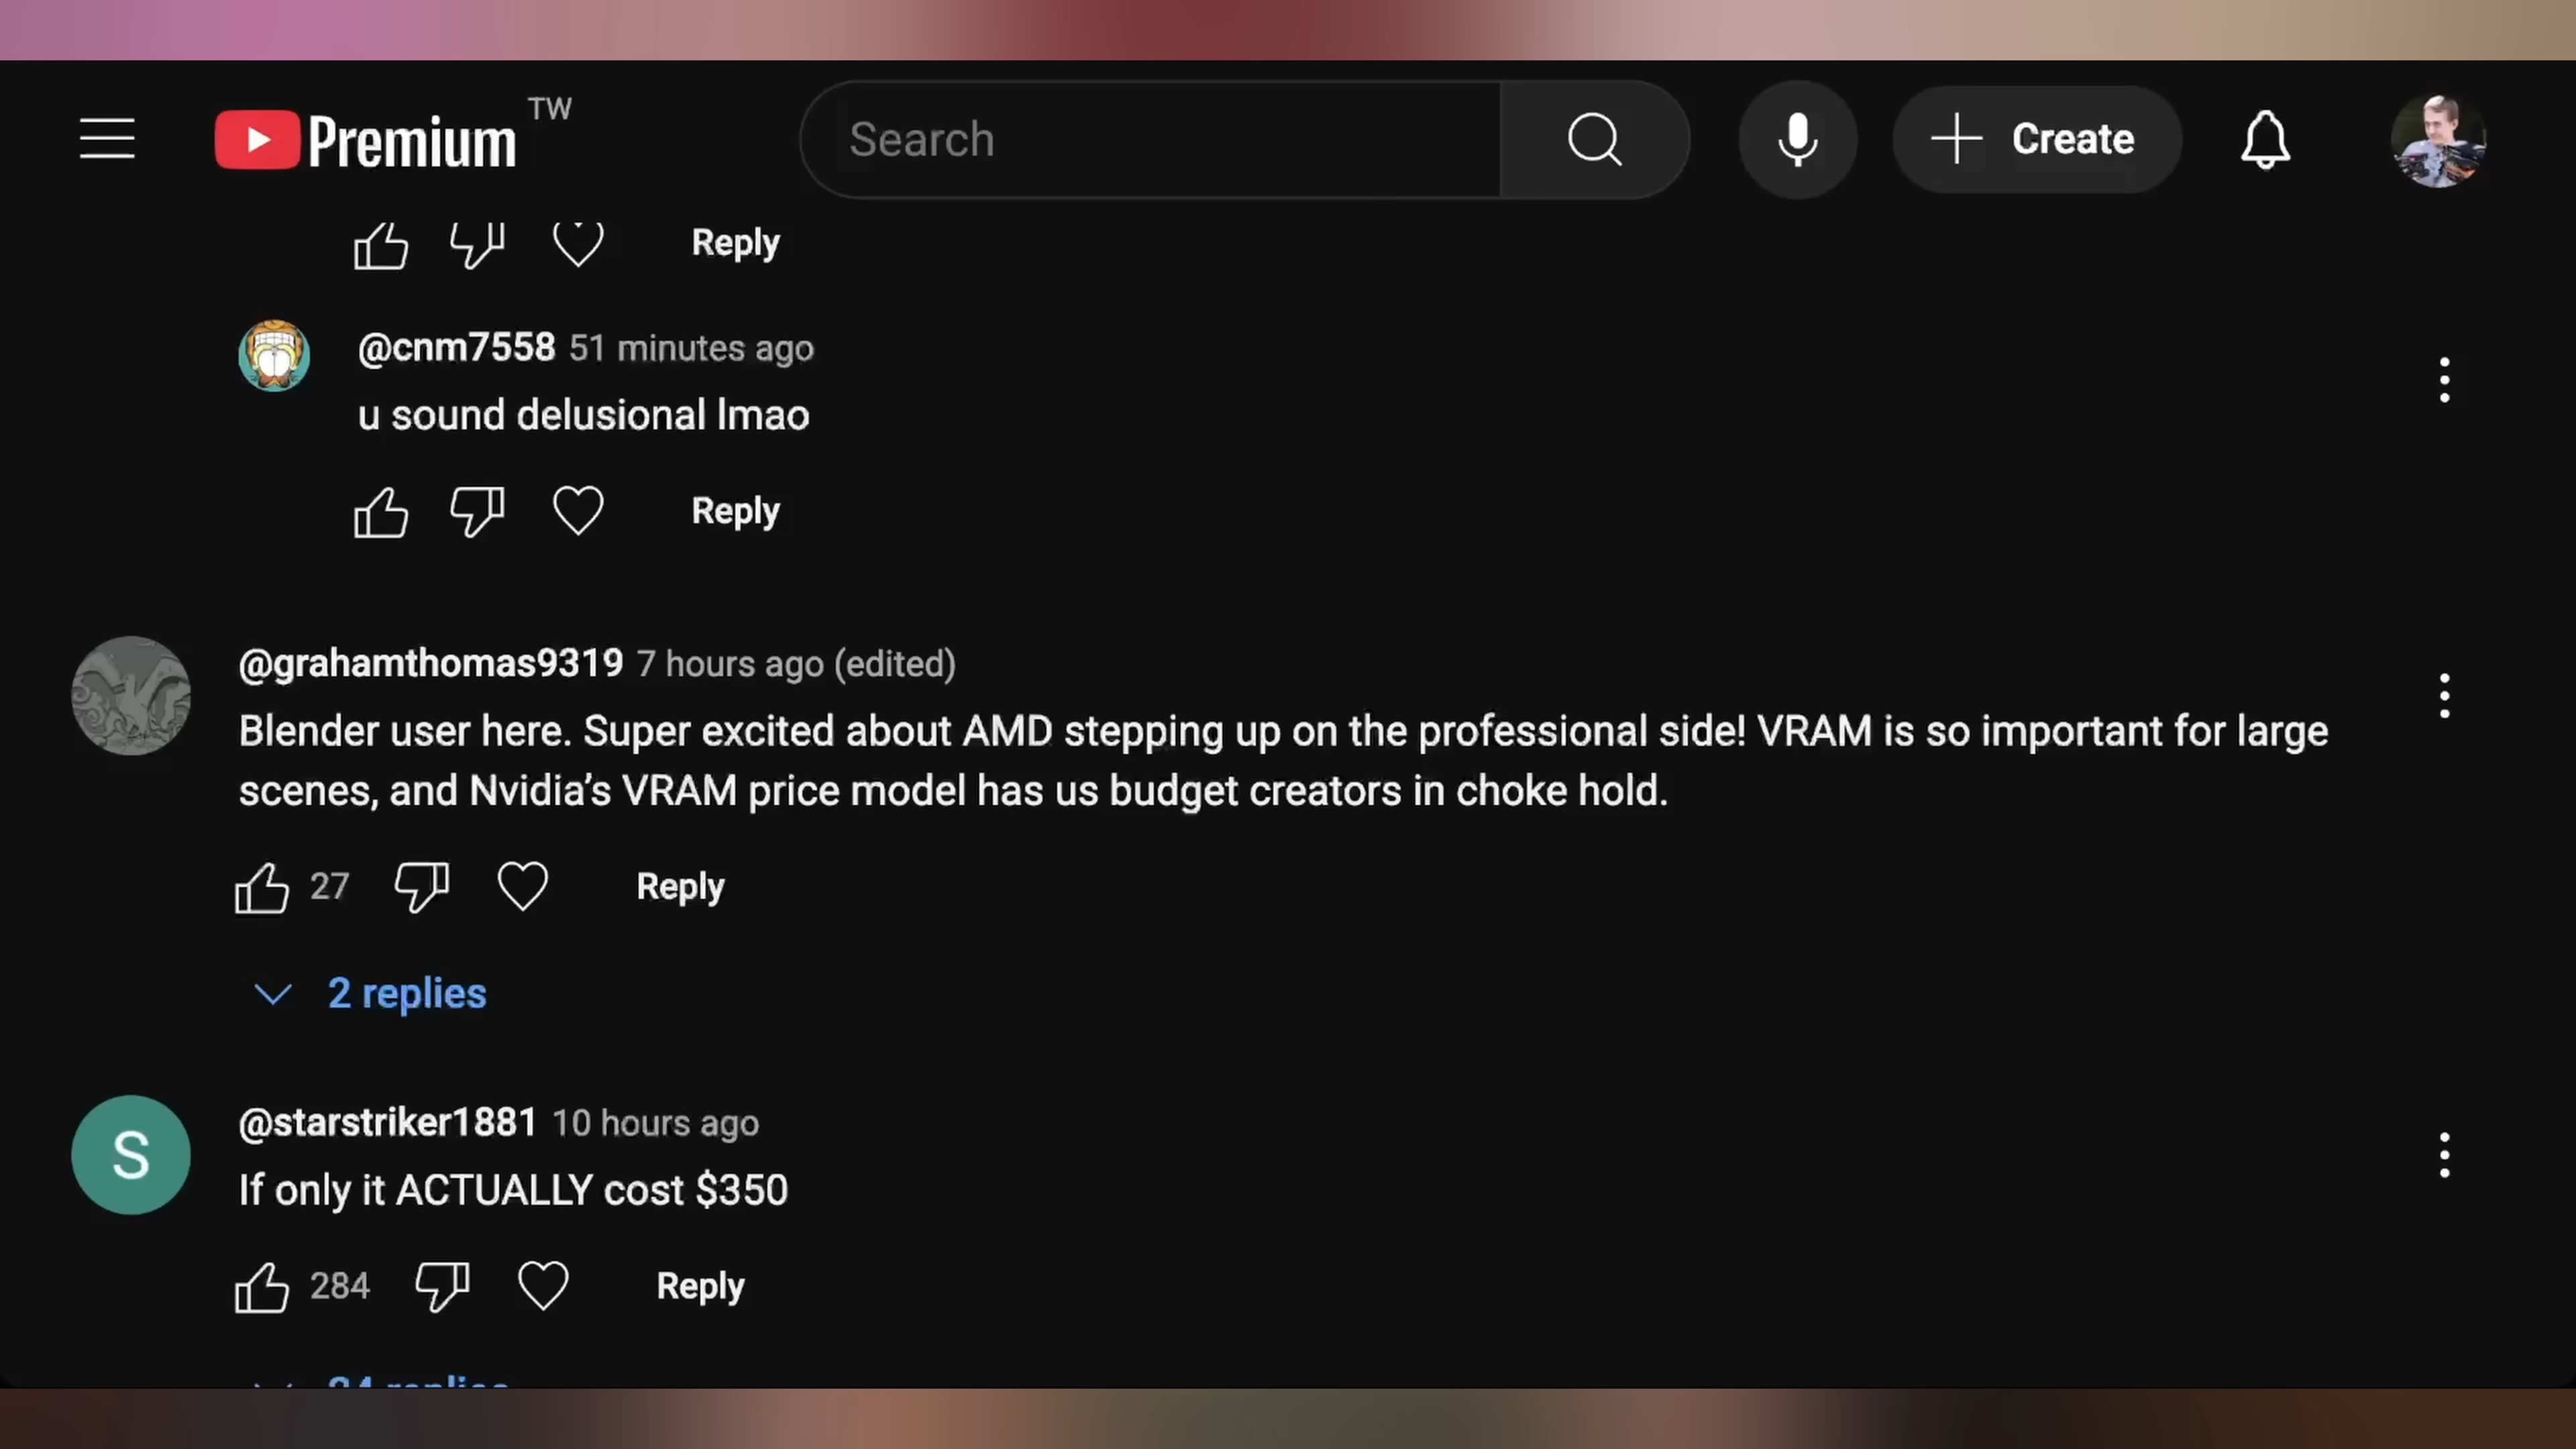 Premium TW
Search
Create
Reply
@cnm7558 51 minutes ago
u sound delusional lmao
Reply
@grahamthomas9319 7 hours ago (edited)
Blender user here. Super excited about AMD stepping up on the professional side! VRAM is so important for large
scenes, and Nvidia’s VRAM price model has us budget creators in choke hold.
27 Reply
2 replies
S
@starstriker1881 10 hours ago
If only it ACTUALLY cost $350
284 Reply
replies